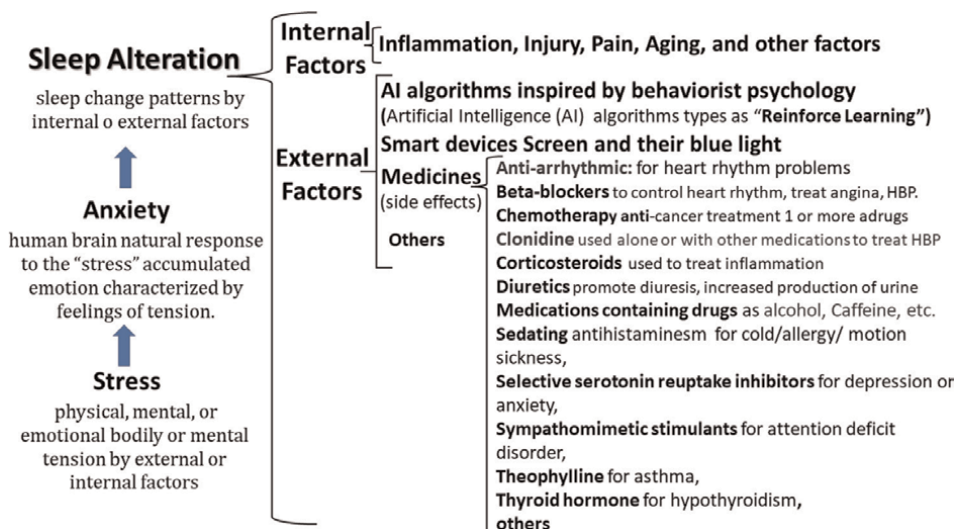 Sleep Alteration
sleep change patterns by
internal o external factors
Anxiety
human brain natural response
to the “stress” accumulated
emotion characterized by
feelings of tension.
Stress
physical, mental, or
emotional bodily or mental
tension by external or
internal factors
Internal
Factors
Inflammation, Injury, Pain, Aging, and other factors
External
Factors
AI algorithms inspired by behaviorist psychology
(Artificial Intelligence (AI) algorithms types as “Reinforce Learning”)
Smart devices Screen and their blue light
Medicines
(side effects)
Anti-arrhythmic: for heart rhythm problems
Beta-blockers to control heart rhythm, treat angina, HBP.
Chemotherapy anti-cancer treatment 1 or more adrugs
Clonidine used alone or with other medications to treat HBP
Corticosteroids used to treat inflammation
Diuretics promote diuresis, increased production of urine
Medications containing drugs as alcohol, Caffeine, etc.
Sedating antihistaminesm for cold/allergy/ motion
sickness,
Selective serotonin reuptake inhibitors for depression or
anxiety,
Sympathomimetic stimulants for attention deficit
disorder,
Theophylline for asthma,
Thyroid hormone for hypothyroidism,
others
Others